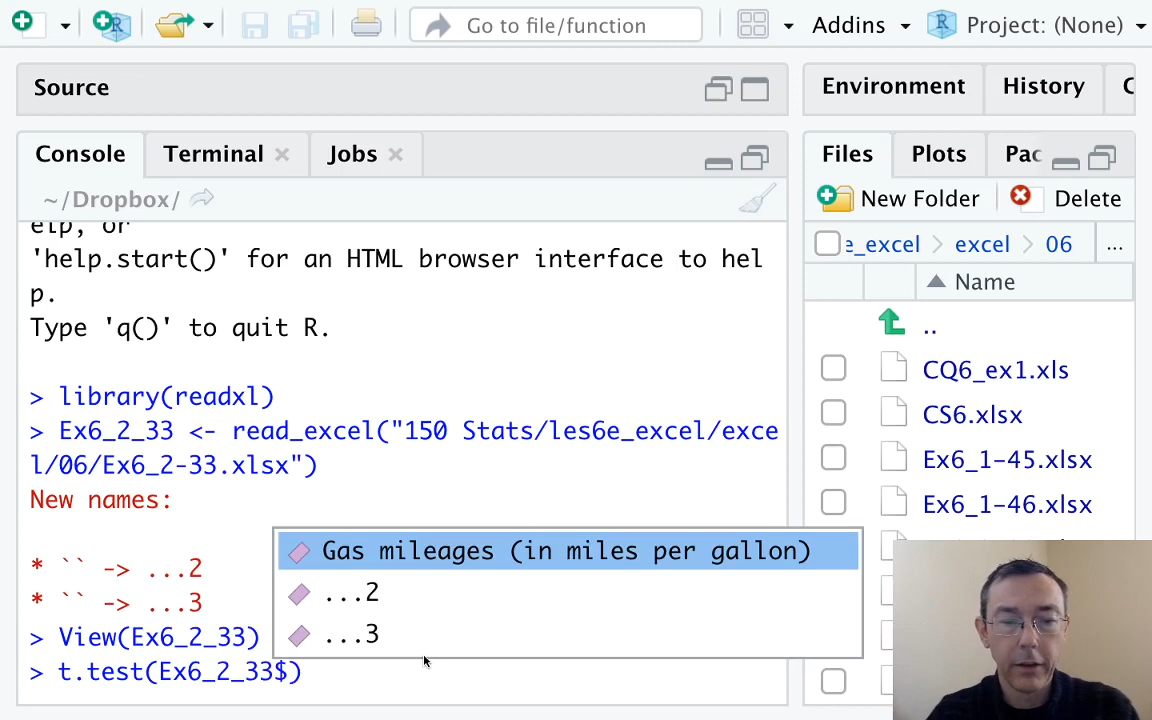 Go to file/function
Addins
Project: (None)
Source
Environment
History
C
Console
Terminal
Jobs
Files
Plots
Pac
~/Dropbox/
New Folder
Delete
elp, or
'help.start()' for an HTML browser interface to hel
p.
Type 'q()' to quit R.
e_excel
excel
06
...
Name
..
> library(readxl)
> Ex6_2_33 <- read_excel("150 Stats/les6e_excel/exce
l/06/Ex6_2-33.xlsx")
New names:
* `` -> ...2
* `` -> ...3
> View(Ex6_2_33)
> t.test(Ex6_2_33$)
Gas mileages (in miles per gallon)
...2
...3
CQ6_ex1.xls
CS6.xlsx
Ex6_1-45.xlsx
Ex6_1-46.xlsx